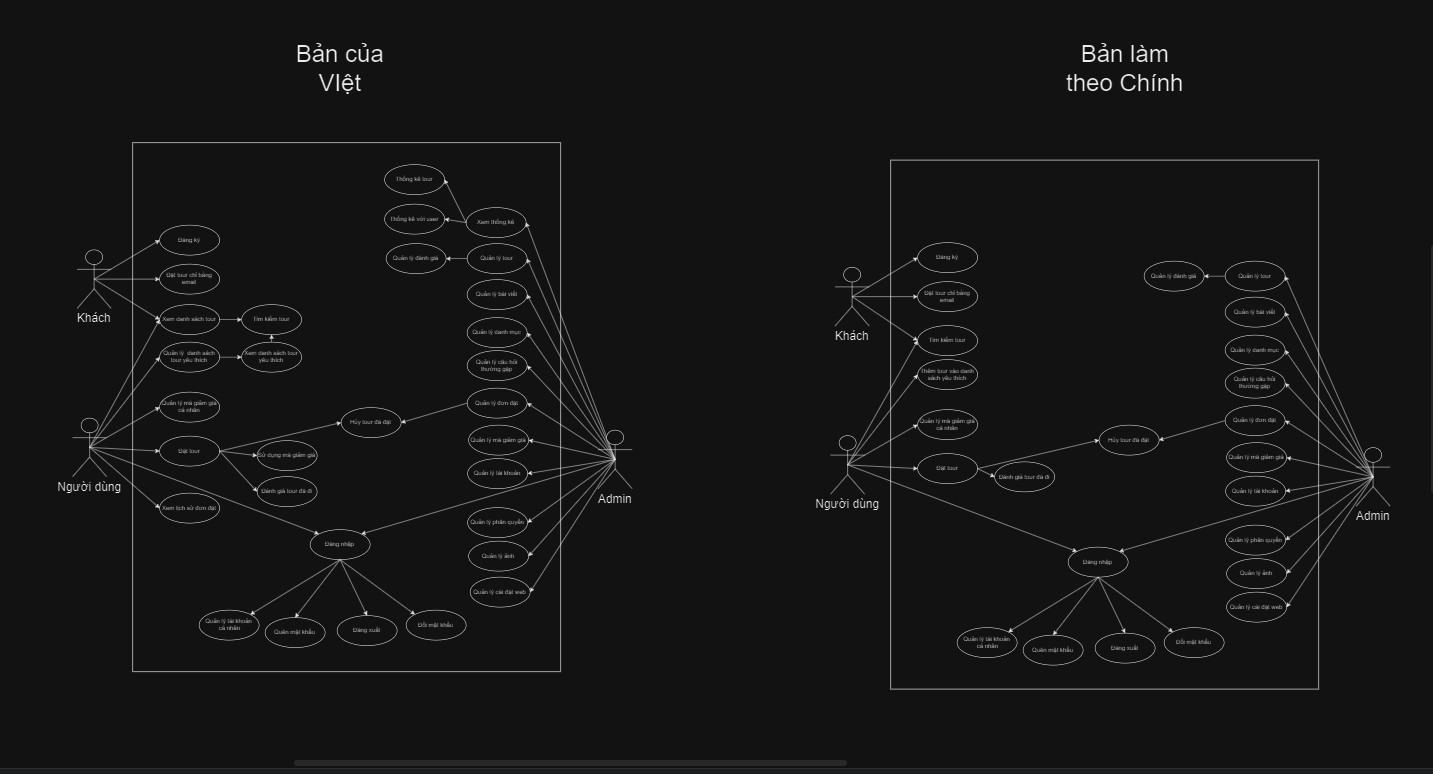 Bản của
VIệt
Thống kê tour
Thống kê với user
Xem thống kê
Đăng ký
Quản lý đánh giá
Quản lý tour
Đặt tour chỉ bằng
email
Quản lý bài viết
Khách
Xem danh sách tour
Tìm kiếm tour
Quản lý danh mục
Quản lý danh sách
tour yêu thích
Xem danh sách tour
yêu thích
Quản lý câu hỏi
thường gặp
Quản lý mã giảm giá
cá nhân
Quản lý đơn đặt
Hủy tour đã đặt
Quản lý mã giảm giá
Đặt tour
Sử dụng mã giảm giá
Quản lý tài khoản
Người dùng
Đánh giá tour đã đi
Admin
Xem lịch sử đơn đặt
Quản lý phân quyền
Đăng nhập
Quản lý ảnh
Quản lý cài đặt web
Quản lý tài khoản
cá nhân
Quên mật khẩu
Đăng xuất
Đổi mật khẩu
Bản làm
theo Chính
Đăng ký
Quản lý đánh giá
Quản lý tour
Đặt tour chỉ bằng
email
Quản lý bài viết
Khách
Tìm kiếm tour
Quản lý danh mục
Thêm tour vào danh
sách yêu thích
Quản lý câu hỏi
thường gặp
Quản lý mã giảm giá
cá nhân
Quản lý đơn đặt
Hủy tour đã đặt
Quản lý mã giảm giá
Đặt tour
Đánh giá tour đã đi
Quản lý tài khoản
Người dùng
Admin
Quản lý phân quyền
Đăng nhập
Quản lý ảnh
Quản lý cài đặt web
Quản lý tài khoản
cá nhân
Quên mật khẩu
Đăng xuất
Đổi mật khẩu